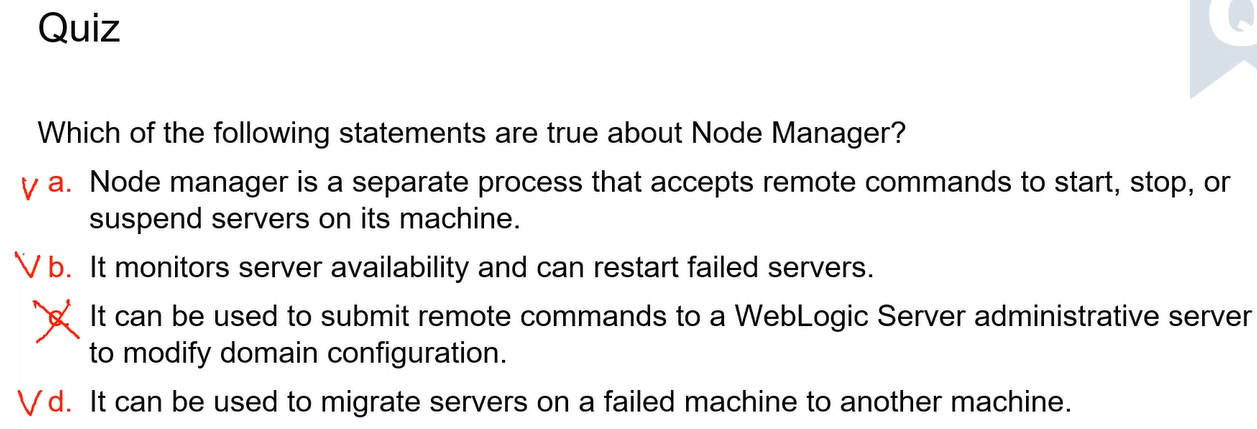 Quiz
Which of the following statements are true about Node Manager?
a. Node manager is a separate process that accepts remote commands to start, stop, or
suspend servers on its machine.
b. It monitors server availability and can restart failed servers.
c. It can be used to submit remote commands to a WebLogic Server administrative server
to modify domain configuration.
d. It can be used to migrate servers on a failed machine to another machine.